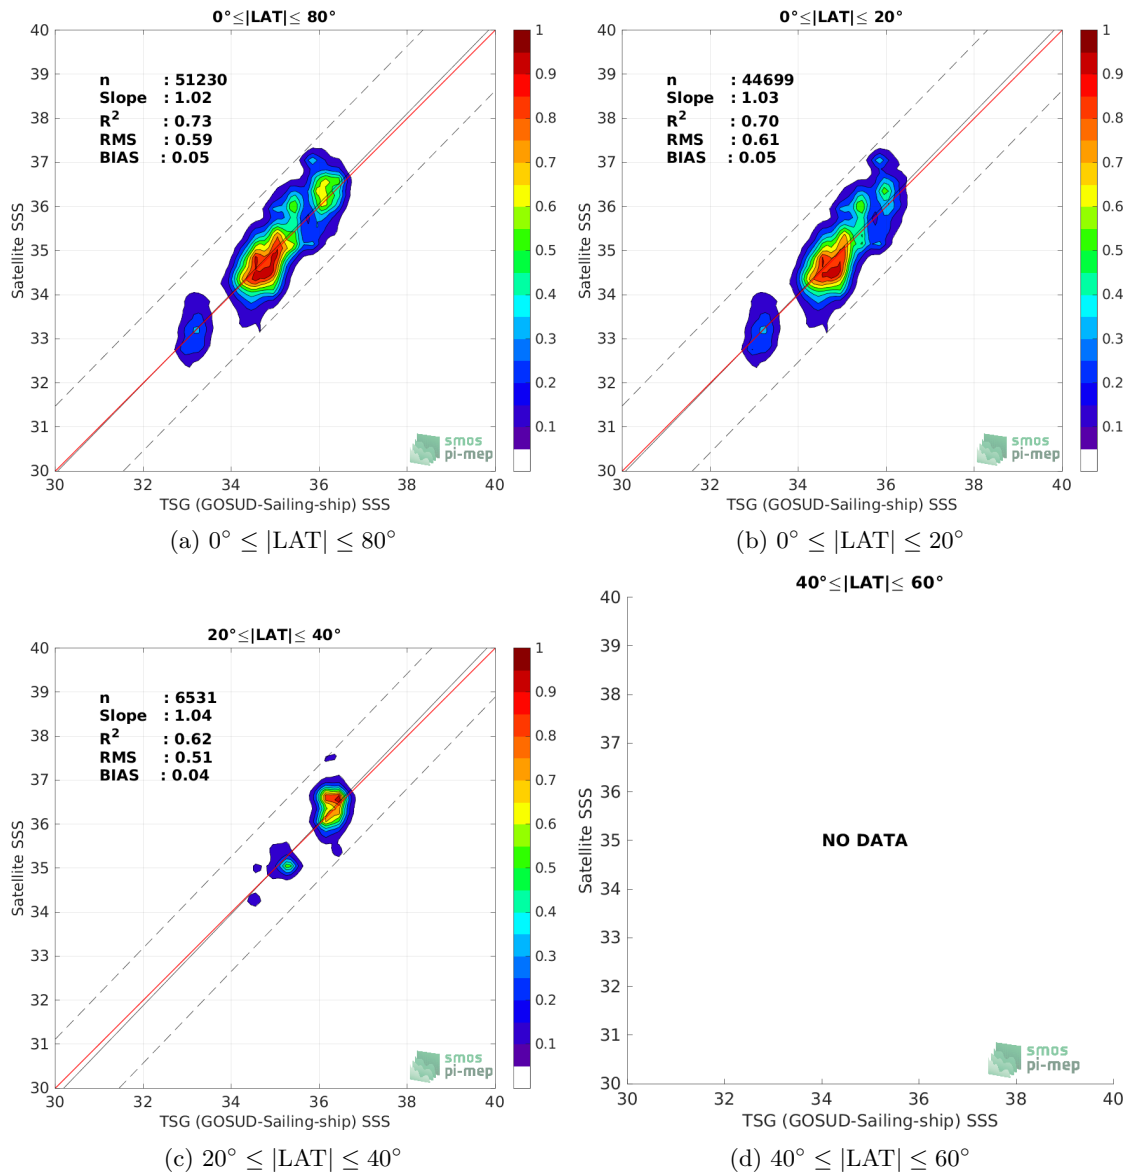 0°≤|LAT|≤ 80°
40
39
38
37
36
35
34
33
32
31
30
Satellite SSS
n : 51230
Slope : 1.02
R² : 0.73
RMS : 0.59
BIAS : 0.05
smos
pi-mep
30 32 34 36 38 40
TSG (GOSUD-Sailing-ship) SSS
1
0.9
0.8
0.7
0.6
0.5
0.4
0.3
0.2
0.1
(a) 0° ≤ |LAT| ≤ 80°
0°≤|LAT|≤ 20°
40
39
38
37
36
35
34
33
32
31
30
Satellite SSS
n : 44699
Slope : 1.03
R² : 0.70
RMS : 0.61
BIAS : 0.05
smos
pi-mep
30 32 34 36 38 40
TSG (GOSUD-Sailing-ship) SSS
1
0.9
0.8
0.7
0.6
0.5
0.4
0.3
0.2
0.1
(b) 0° ≤ |LAT| ≤ 20°
20°≤|LAT|≤ 40°
40
39
38
37
36
35
34
33
32
31
30
Satellite SSS
n : 6531
Slope : 1.04
R² : 0.62
RMS : 0.51
BIAS : 0.04
smos
pi-mep
30 32 34 36 38 40
TSG (GOSUD-Sailing-ship) SSS
1
0.9
0.8
0.7
0.6
0.5
0.4
0.3
0.2
0.1
(c) 20° ≤ |LAT| ≤ 40°
40°≤|LAT|≤ 60°
40
39
38
37
36
35
34
33
32
31
30
Satellite SSS
NO DATA
smos
pi-mep
30 32 34 36 38 40
TSG (GOSUD-Sailing-ship) SSS
(d) 40° ≤ |LAT| ≤ 60°